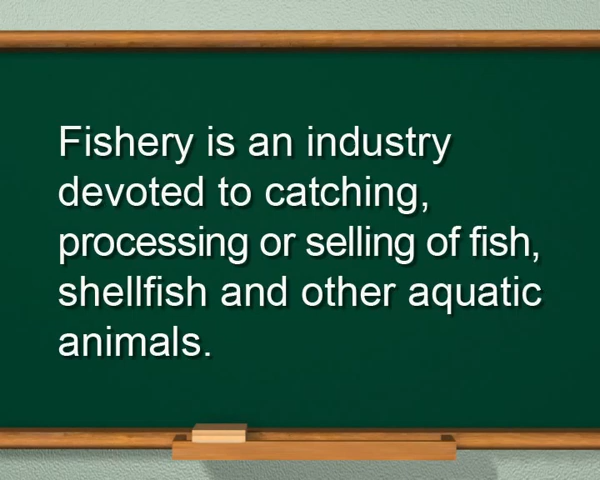 Fishery is an industry
devoted to catching,
processing or selling of fish,
shellfish and other aquatic
animals.